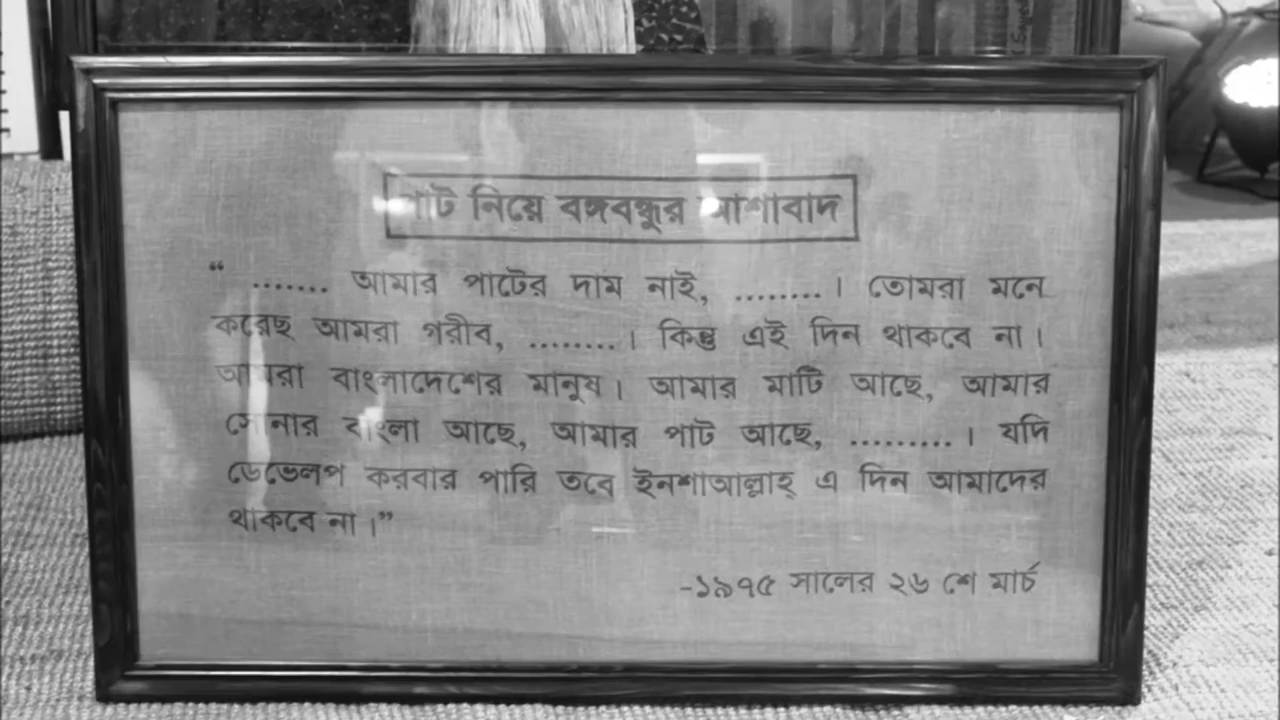 পাট নিয়ে বঙ্গবন্ধুর আশাবাদ
“ ....... আমার পাটের দাম নাই, ........ । তোমরা মনে
করেছ আমরা গরীব, ........ । কিন্তু এই দিন থাকবে না ।
আমরা বাংলাদেশের মানুষ । আমার মাটি আছে, আমার
সোনার বাংলা আছে, আমার পাট আছে, .......... । যদি
ডেভেলপ করবার পারি তবে ইনশাআল্লাহ্ এ দিন আমাদের
থাকবে না ।”
-১৯৭৫ সালের ২৬ শে মার্চ